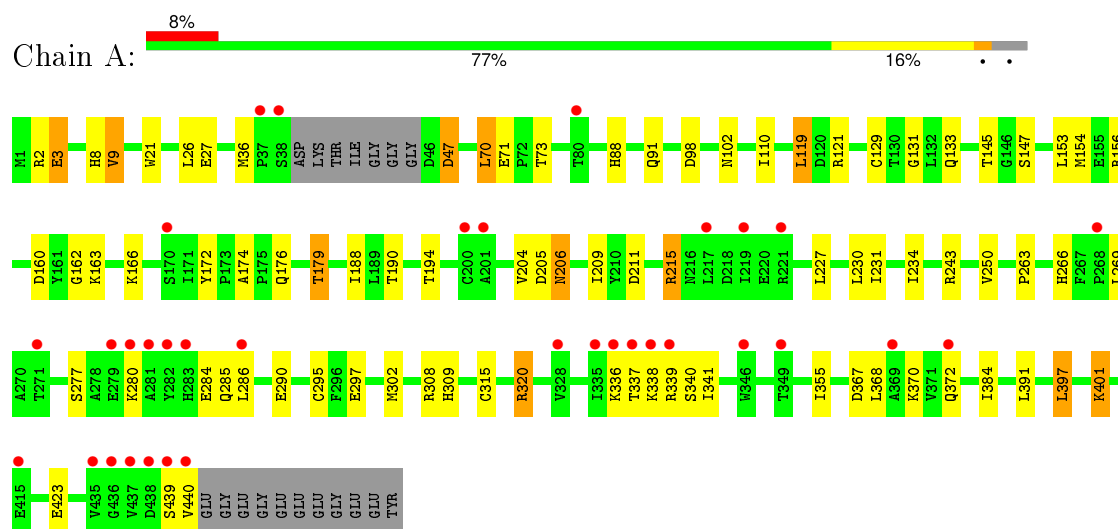 8%
Chain A:
77% 16% • •
M1 R2 E3 H8 V9 W21 L26 E27 M36 P37 S38 ASP LYS THR ILE GLY GLY GLY D46 D47 L70 E71 P72 T73 T80 H88 Q91 D98 N102 I110 L119 D120 R121 C129 T130 G131 L132 Q133 T145 G146 S147 L153 M154 E155 R156
D160 Y161 G162 K163 K166 S170 I171 Y172 P173 A174 P175 Q176 T179 I188 L189 T190 T194 C200 A201 V204 D205 N206 I209 Y210 D211 R215 N216 L217 D218 I219 E220 R221 L227 L230 I231 I234 R243 V250 P263 H266 F267 P268 L269
A270 T271 S277 A278 E279 K280 A281 Y282 H283 E284 Q285 L286 E290 C295 F296 E297 M302 R308 H309 C315 R320 V328 I335 K336 T337 K338 R339 S340 I341 W346 T349 I355 D367 L368 A369 K370 V371 Q372 I384 L391 L397 K401
E415 E423 V435 G436 V437 D438 S439 V440 GLU GLY GLU GLY GLU GLU GLU GLY GLU GLU TYR